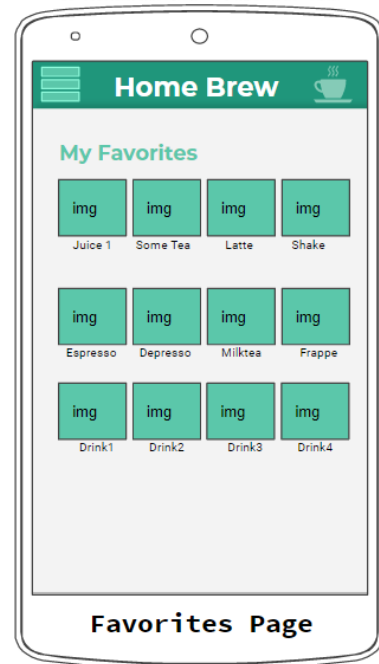 Home Brew
My Favorites
img img img img
Juice 1 Some Tea Latte Shake
img img img img
Espresso Depresso Milktea Frappe
img img img img
Drink1 Drink2 Drink3 Drink4
Favorites Page